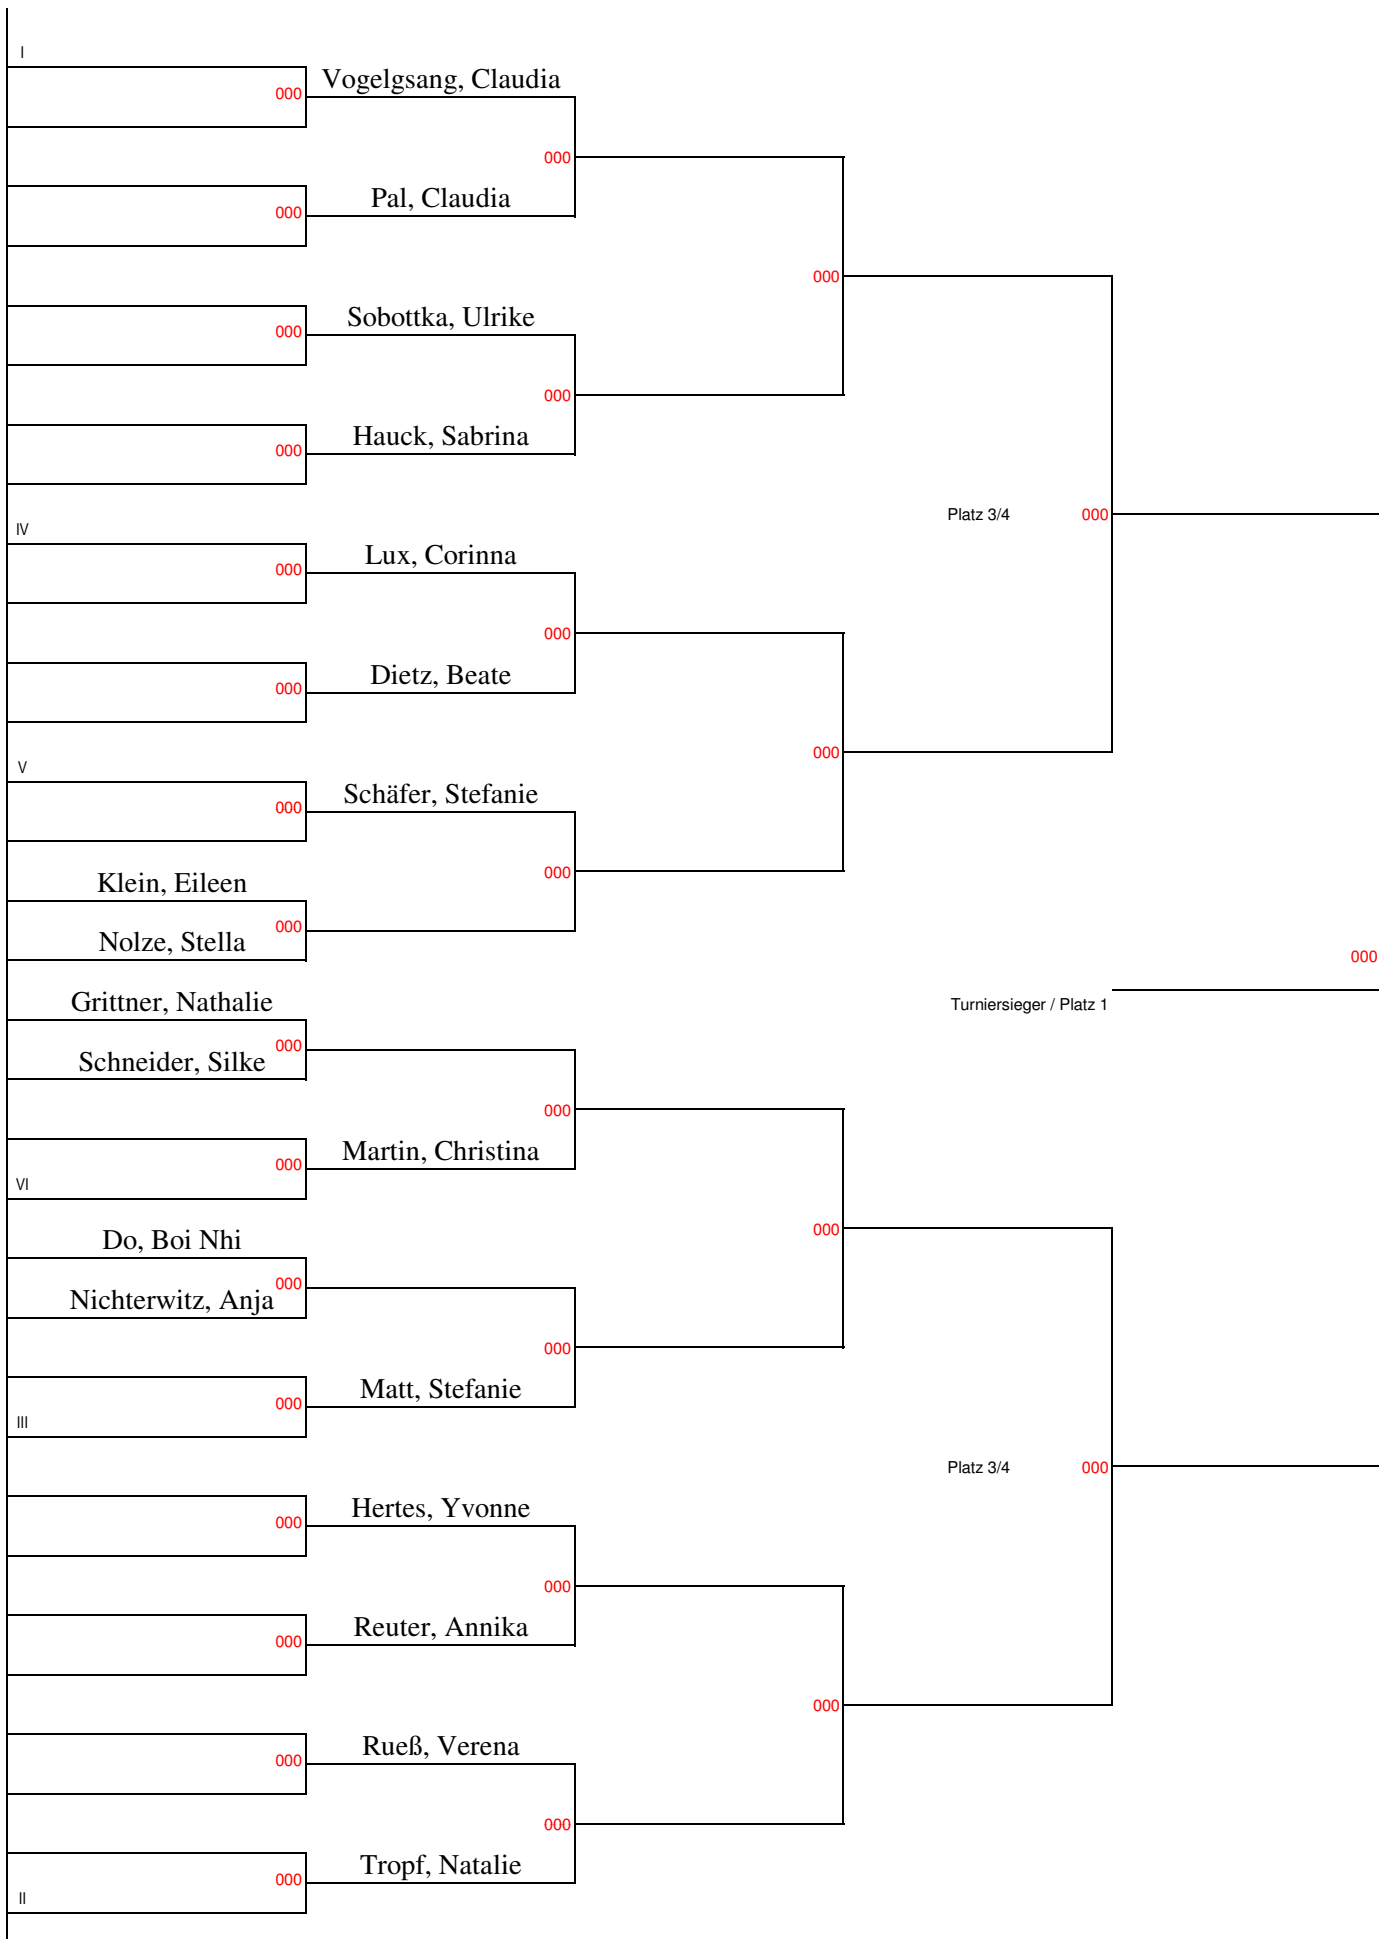 I
000
Vogelgsang, Claudia
000
000
Pal, Claudia
000
000
Sobottka, Ulrike
000
000
Hauck, Sabrina
Platz 3/4
000
IV
000
Lux, Corinna
000
000
Dietz, Beate
000
V
000
Schäfer, Stefanie
000
Klein, Eileen
000
Nolze, Stella
000
Turniersieger / Platz 1
Grittner, Nathalie
000
Schneider, Silke
000
000
Martin, Christina
VI
000
Do, Boi Nhi
000
Nichterwitz, Anja
000
000
Matt, Stefanie
III
Platz 3/4
000
000
Hertes, Yvonne
000
000
Reuter, Annika
000
000
Rueß, Verena
000
000
Tropf, Natalie
II